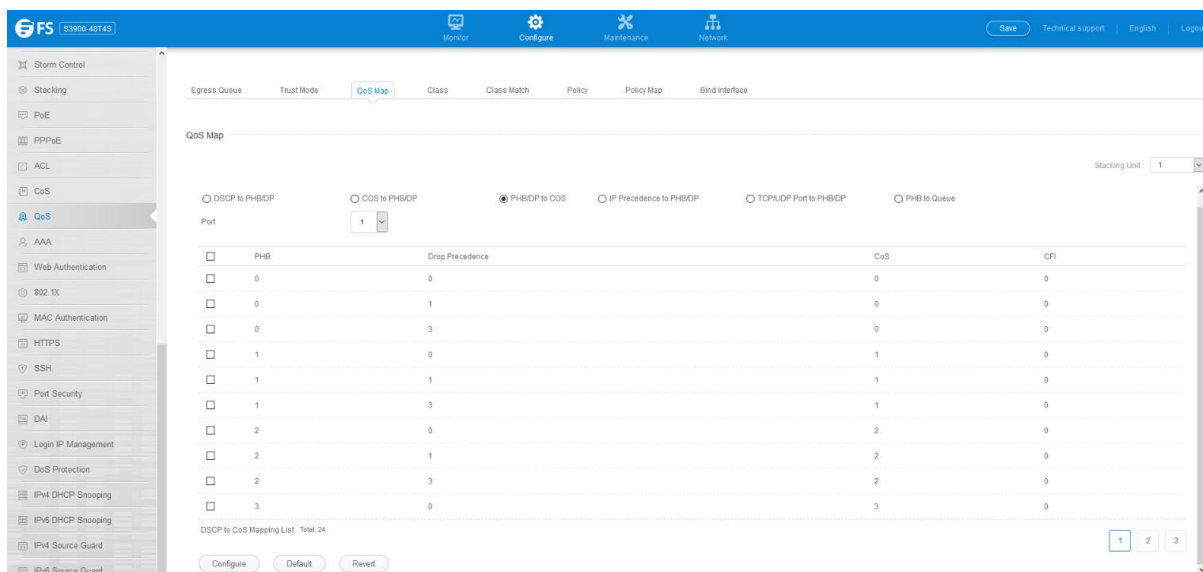 FS S3900-48T4S
Monitor
Configure
Maintenance
Network
Save
Technical support
English
Logou
Storm Control
Stacking
PoE
PPPoE
ACL
CoS
QoS
AAA
Web Authentication
802.1X
MAC Authentication
HTTPS
SSH
Port Security
DAI
Login IP Management
DoS Protection
IPv4 DHCP Snooping
IPv6 DHCP Snooping
IPv4 Source Guard
IPv6 Source Guard
Egress Queue Trust Mode QoS Map Class Class Match Policy Policy Map Bind Interface
QoS Map
Stacking Unit : 1
DSCP to PHB/DP COS to PHB/DP PHB/DP to COS IP Precedence to PHB/DP TCP/UDP Port to PHB/DP PHB to Queue
Port 1
PHB Drop Precedence CoS CFI
0 0 0 0
0 1 0 0
0 3 0 0
1 0 1 0
1 1 1 0
1 3 1 0
2 0 2 0
2 1 2 0
2 3 2 0
3 0 3 0
DSCP to CoS Mapping List Total: 24
1 2 3
Configure Default Revert